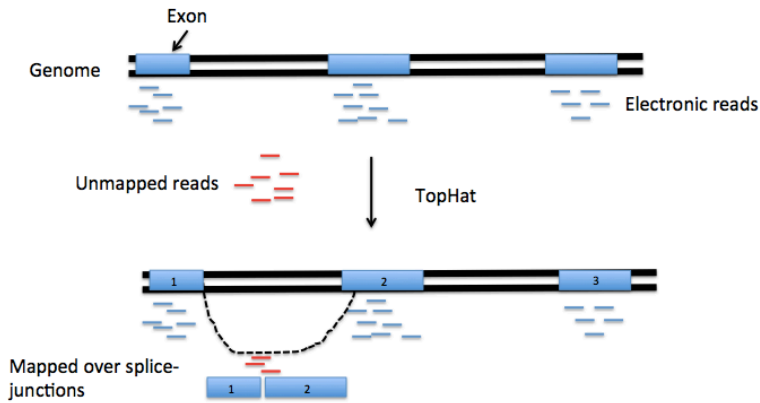 Exon
Genome
Electronic reads
Unmapped reads
TopHat
1
2
3
Mapped over splice-
junctions
1
2